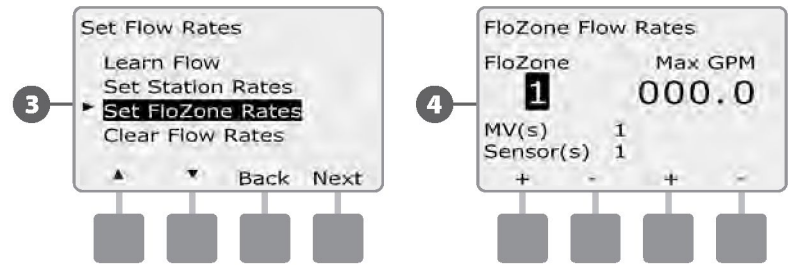 3
Set Flow Rates
Learn Flow
Set Station Rates
Set FloZone Rates
Clear Flow Rates
Back Next
4
FloZone Flow Rates
FloZone Max GPM
1 000.0
MV(s) 1
Sensor(s) 1
+ - + -